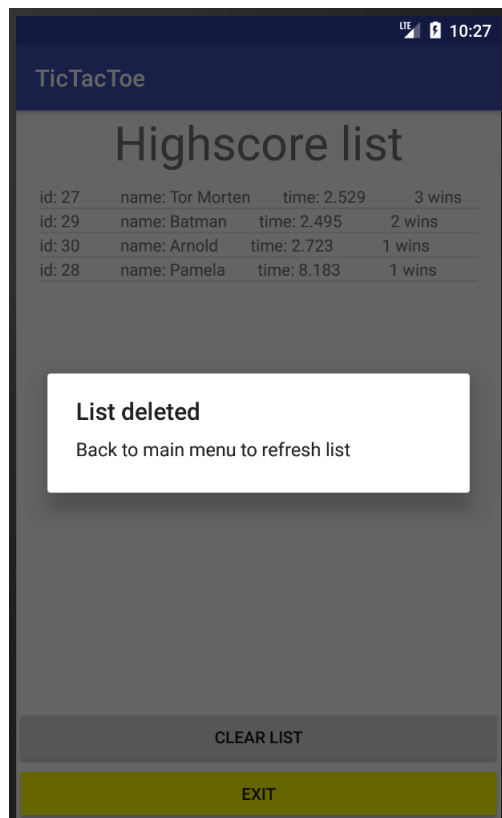 LTE 10:27
TicTacToe
Highscore list
id: 27 name: Tor Morten time: 2.529 3 wins
id: 29 name: Batman time: 2.495 2 wins
id: 30 name: Arnold time: 2.723 1 wins
id: 28 name: Pamela time: 8.183 1 wins
List deleted
Back to main menu to refresh list
CLEAR LIST
EXIT